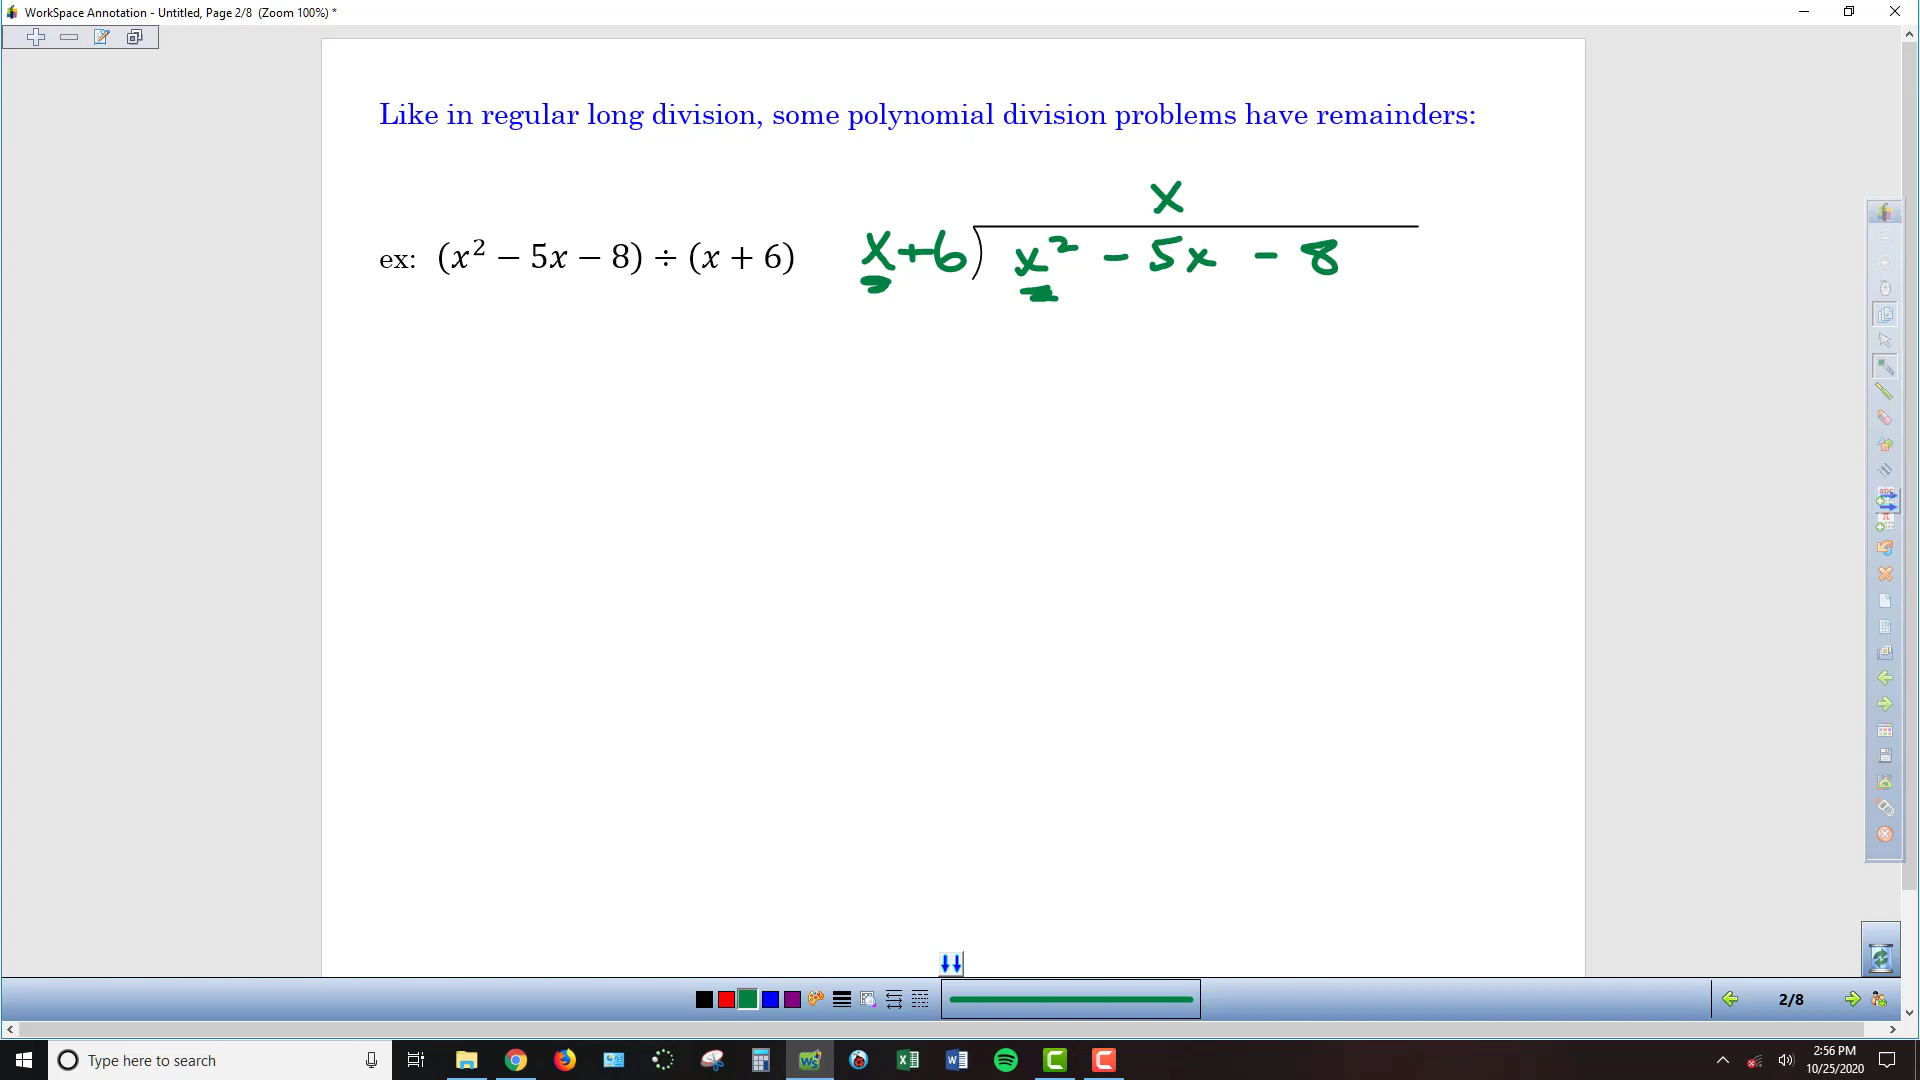 WorkSpace Annotation - Untitled, Page 2/8 (Zoom 100%) *
Like in regular long division, some polynomial division problems have remainders:
x
ex: (x² − 5x − 8) ÷ (x + 6) x+6) x² - 5x - 8
2/8
Type here to search
2:56 PM
10/25/2020